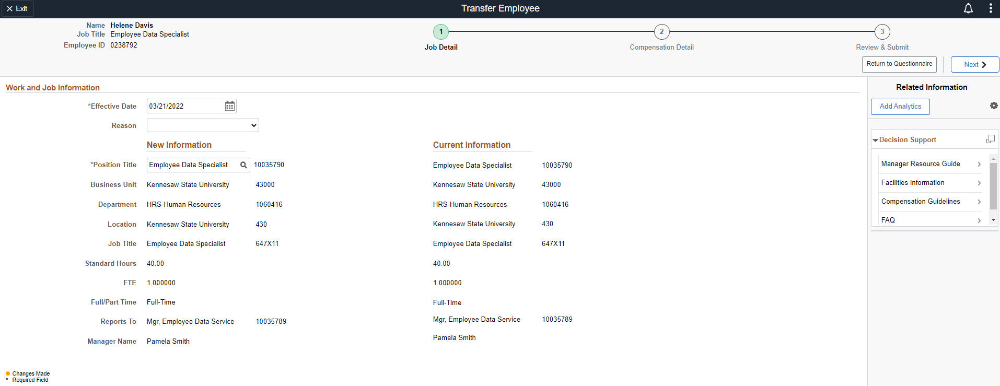 Exit
Transfer Employee
Name Helene Davis
Job Title Employee Data Specialist
Employee ID 0238792
1 2 3
Job Detail Compensation Detail Review & Submit
Return to Questionnaire Next
Work and Job Information
Related Information
*Effective Date 03/21/2022
Add Analytics
Reason
New Information Current Information
Decision Support
*Position Title Employee Data Specialist 10035790 Employee Data Specialist 10035790
Manager Resource Guide
Business Unit Kennesaw State University 43000 Kennesaw State University 43000
Facilities Information
Department HRS-Human Resources 1060416 HRS-Human Resources 1060416
Compensation Guidelines
Location Kennesaw State University 430 Kennesaw State University 430
FAQ
Job Title Employee Data Specialist 647X11 Employee Data Specialist 647X11
Standard Hours 40.00 40.00
FTE 1.000000 1.000000
Full/Part Time Full-Time Full-Time
Reports To Mgr, Employee Data Service 10035789 Mgr, Employee Data Service 10035789
Manager Name Pamela Smith Pamela Smith
Changes Made
* Required Field